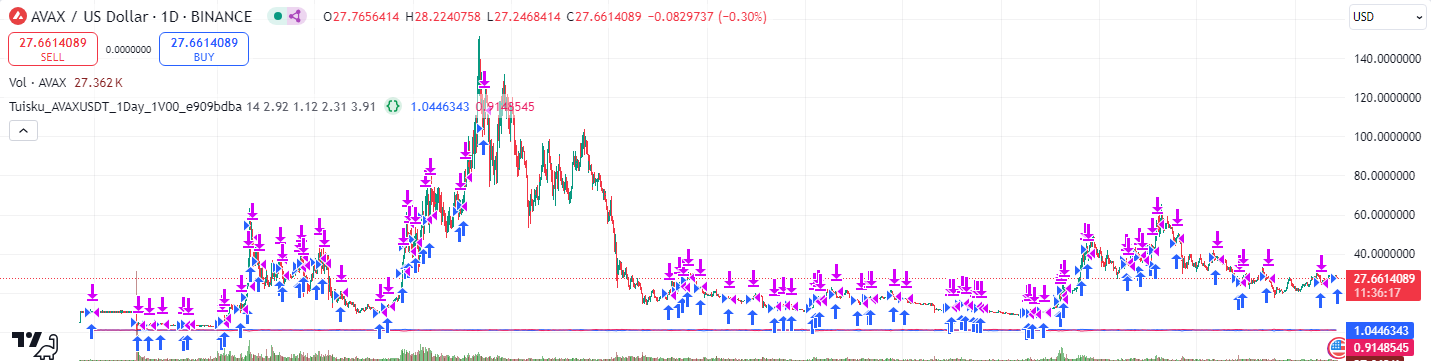 AVAX / US Dollar · 1D · BINANCE O27.7656414 H28.2240758 L27.2468414 C27.6614089 −0.0829737 (−0.30%)
USD
27.6614089
SELL
0.0000000
27.6614089
BUY
Vol · AVAX 27.362 K
Tuisku_AVAXUSDT_1Day_1V00_e909bdba 14 2.92 1.12 2.31 3.91 {} 1.0446343 0.9148545
140.0000000
120.0000000
100.0000000
80.0000000
60.0000000
40.0000000
27.6614089
11:36:17
1.0446343
0.9148545